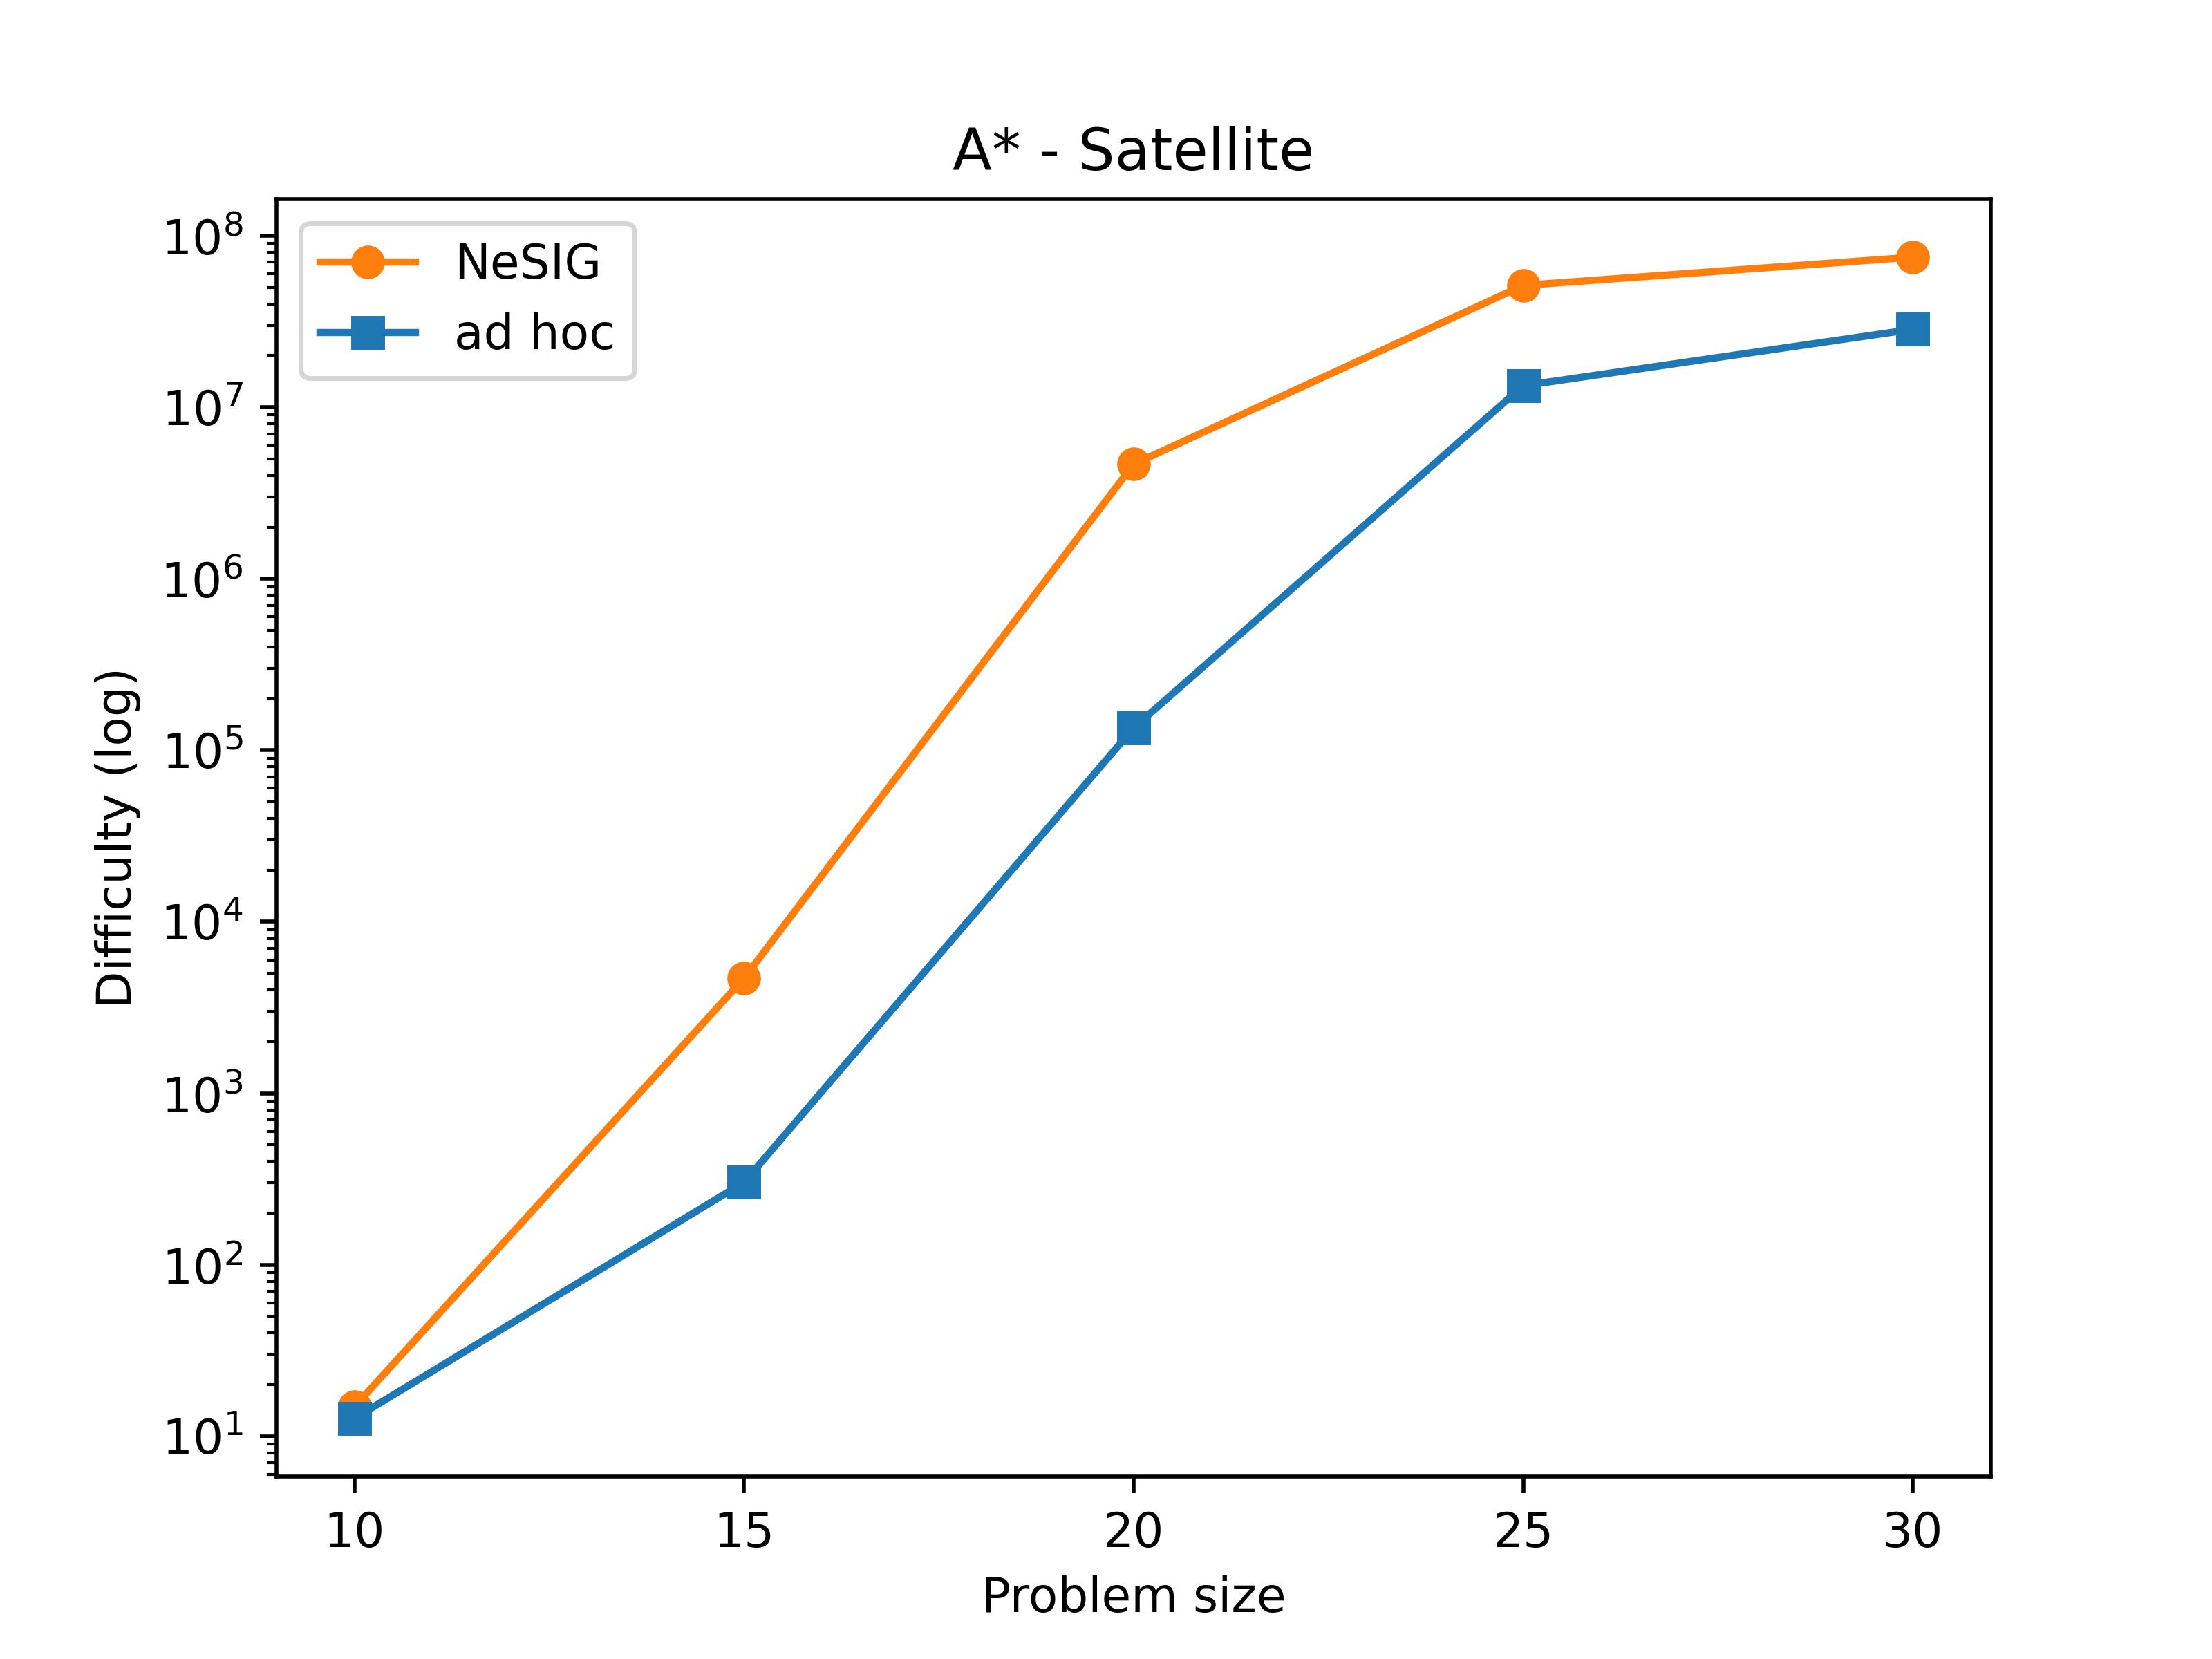 A* - Satellite
NeSIG
ad hoc
Difficulty (log)
10⁸
10⁷
10⁶
10⁵
10⁴
10³
10²
10¹
10 15 20 25 30
Problem size